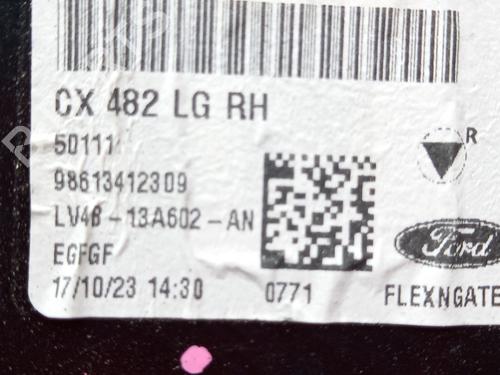 CX 482 LG RH
50111
R
98613412309
LV4B-13A602-AN
Ford
EGFGF
17/10/23 14:30
0771
FLEXNGATE